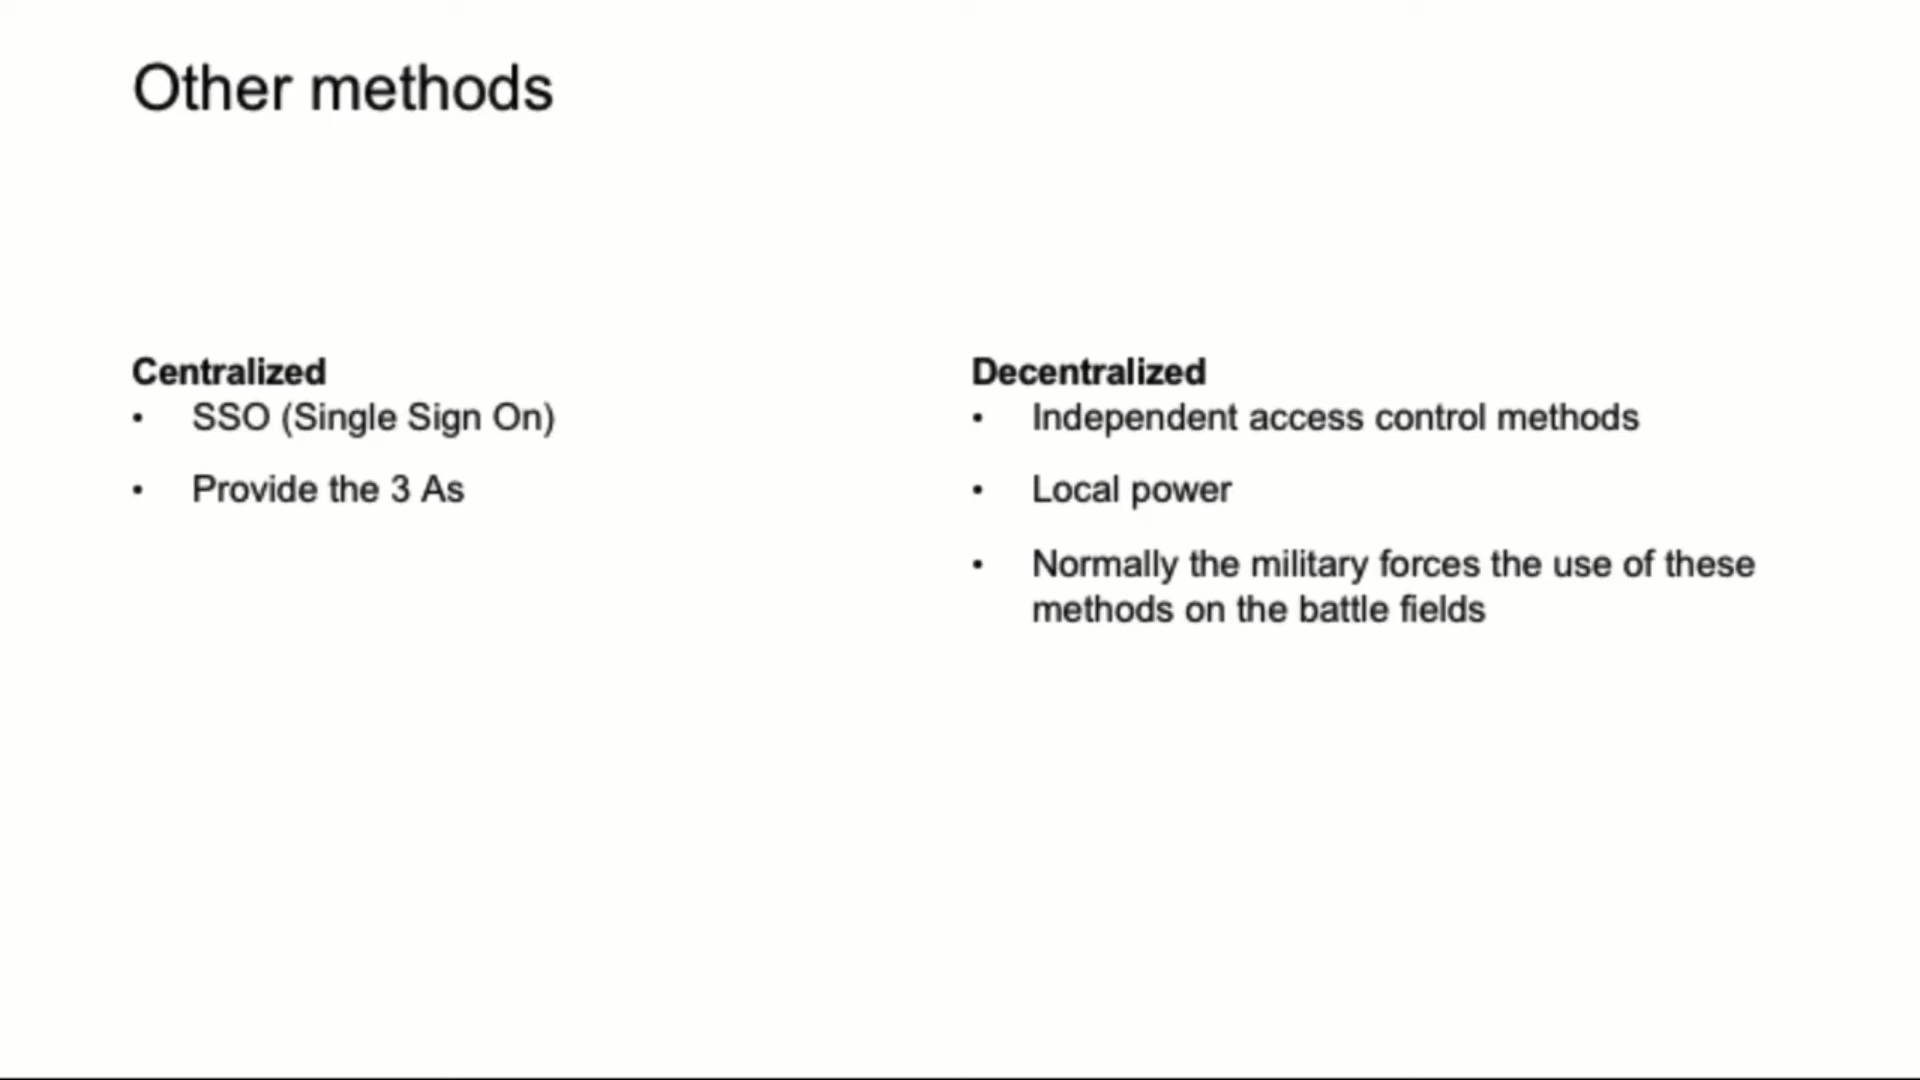 Other methods
Centralized
• SSO (Single Sign On)
• Provide the 3 As
Decentralized
• Independent access control methods
• Local power
• Normally the military forces the use of these
methods on the battle fields